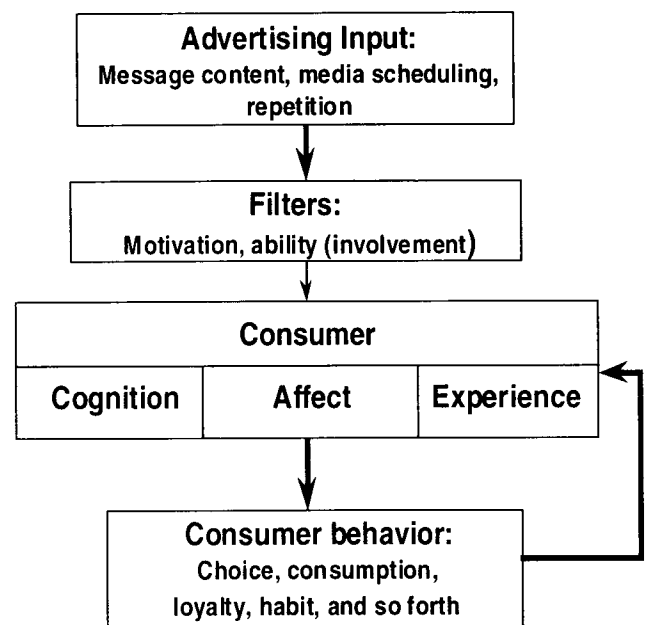 Advertising Input:
Message content, media scheduling,
repetition
Filters:
Motivation, ability (involvement)
Consumer
Cognition Affect Experience
Consumer behavior:
Choice, consumption,
loyalty, habit, and so forth